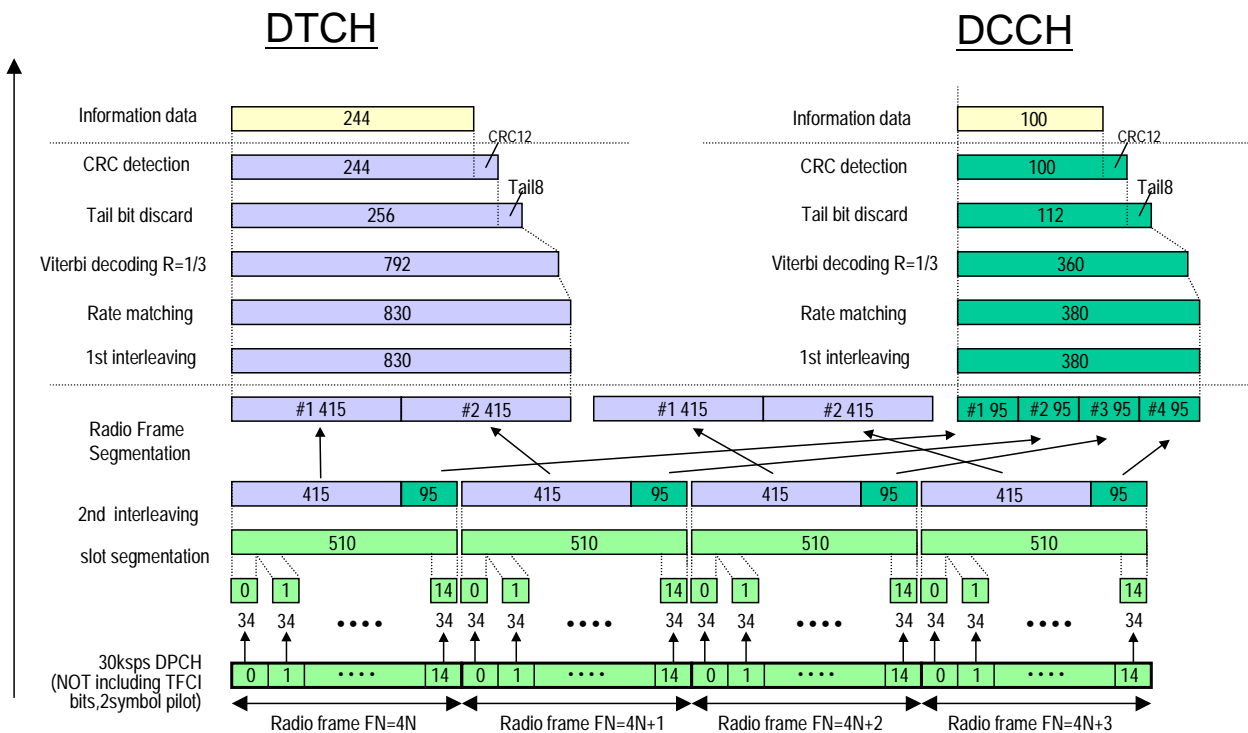 DTCH DCCH
Information data 244 Information data 100
CRC12 CRC12
CRC detection 244 CRC detection 100
Tail8 Tail8
Tail bit discard 256 Tail bit discard 112
Viterbi decoding R=1/3 792 Viterbi decoding R=1/3 360
Rate matching 830 Rate matching 380
1st interleaving 830 1st interleaving 380
#1 415 #2 415 #1 415 #2 415 #1 95 #2 95 #3 95 #4 95
Radio Frame
Segmentation
415 95 415 95 415 95 415 95
2nd interleaving
510 510 510 510
slot segmentation
0 1 14 0 1 14 0 1 14 0 1 14
34 34 •••• 34 34 34 •••• 34 34 34 •••• 34 34 34 •••• 34
30ksps DPCH
(NOT including TFCI
bits,2symbol pilot)
0 1 •••• 14 0 1 •••• 14 0 1 •••• 14 0 1 •••• 14
Radio frame FN=4N Radio frame FN=4N+1 Radio frame FN=4N+2 Radio frame FN=4N+3